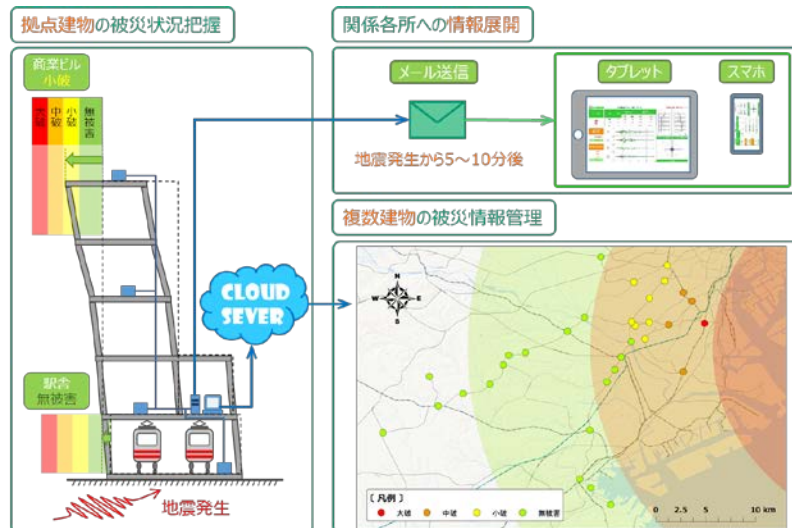 拠点建物の被災状況把握
商業ビル
小破
大破
中破
小破
無被害
駅舎
無被害
地震発生
CLOUD
SEVER
関係各所への情報展開
メール送信
タブレット
スマホ
地震発生から5～10分後
複数建物の被災情報管理
N
W
E
S
〔凡例〕
大破
中破
小破
無被害
0 2.5 5 10 km